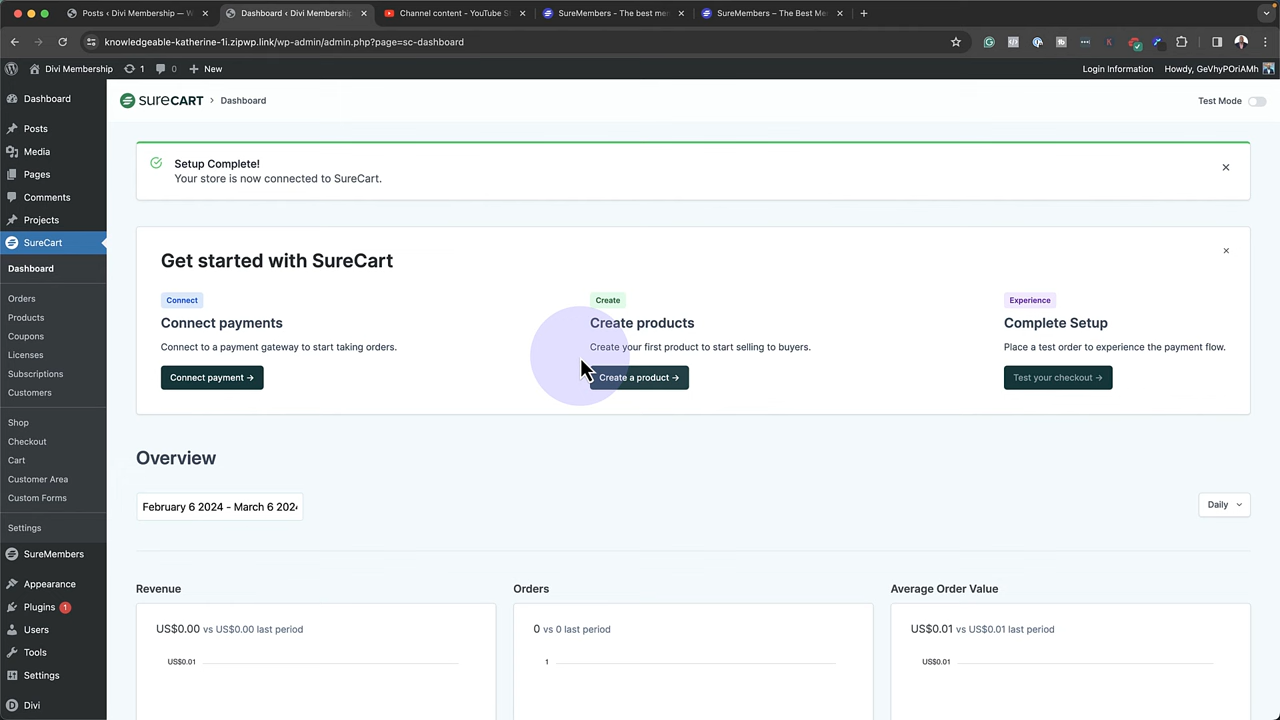 Posts ‹ Divi Membership — W
Dashboard ‹ Divi Membership
Channel content - YouTube S
SureMembers - The best mem
SureMembers – The Best Me
knowledgeable-katherine-1i.zipwp.link/wp-admin/admin.php?page=sc-dashboard
Divi Membership
1
0
New
Login Information
Howdy, GeVhyPOriAMh
Dashboard
Posts
Media
Pages
Comments
Projects
SureCart
Dashboard
Orders
Products
Coupons
Licenses
Subscriptions
Customers
Shop
Checkout
Cart
Customer Area
Custom Forms
Settings
SureMembers
Appearance
Plugins 1
Users
Tools
Settings
Divi
SURECART > Dashboard
Test Mode
Setup Complete!
Your store is now connected to SureCart.
Get started with SureCart
Connect
Connect payments
Connect to a payment gateway to start taking orders.
Connect payment →
Create
Create products
Create your first product to start selling to buyers.
Create a product →
Experience
Complete Setup
Place a test order to experience the payment flow.
Test your checkout →
Overview
February 6 2024 - March 6 202
Daily
Revenue
US$0.00 vs US$0.00 last period
US$0.01
Orders
0 vs 0 last period
1
Average Order Value
US$0.01 vs US$0.01 last period
US$0.01